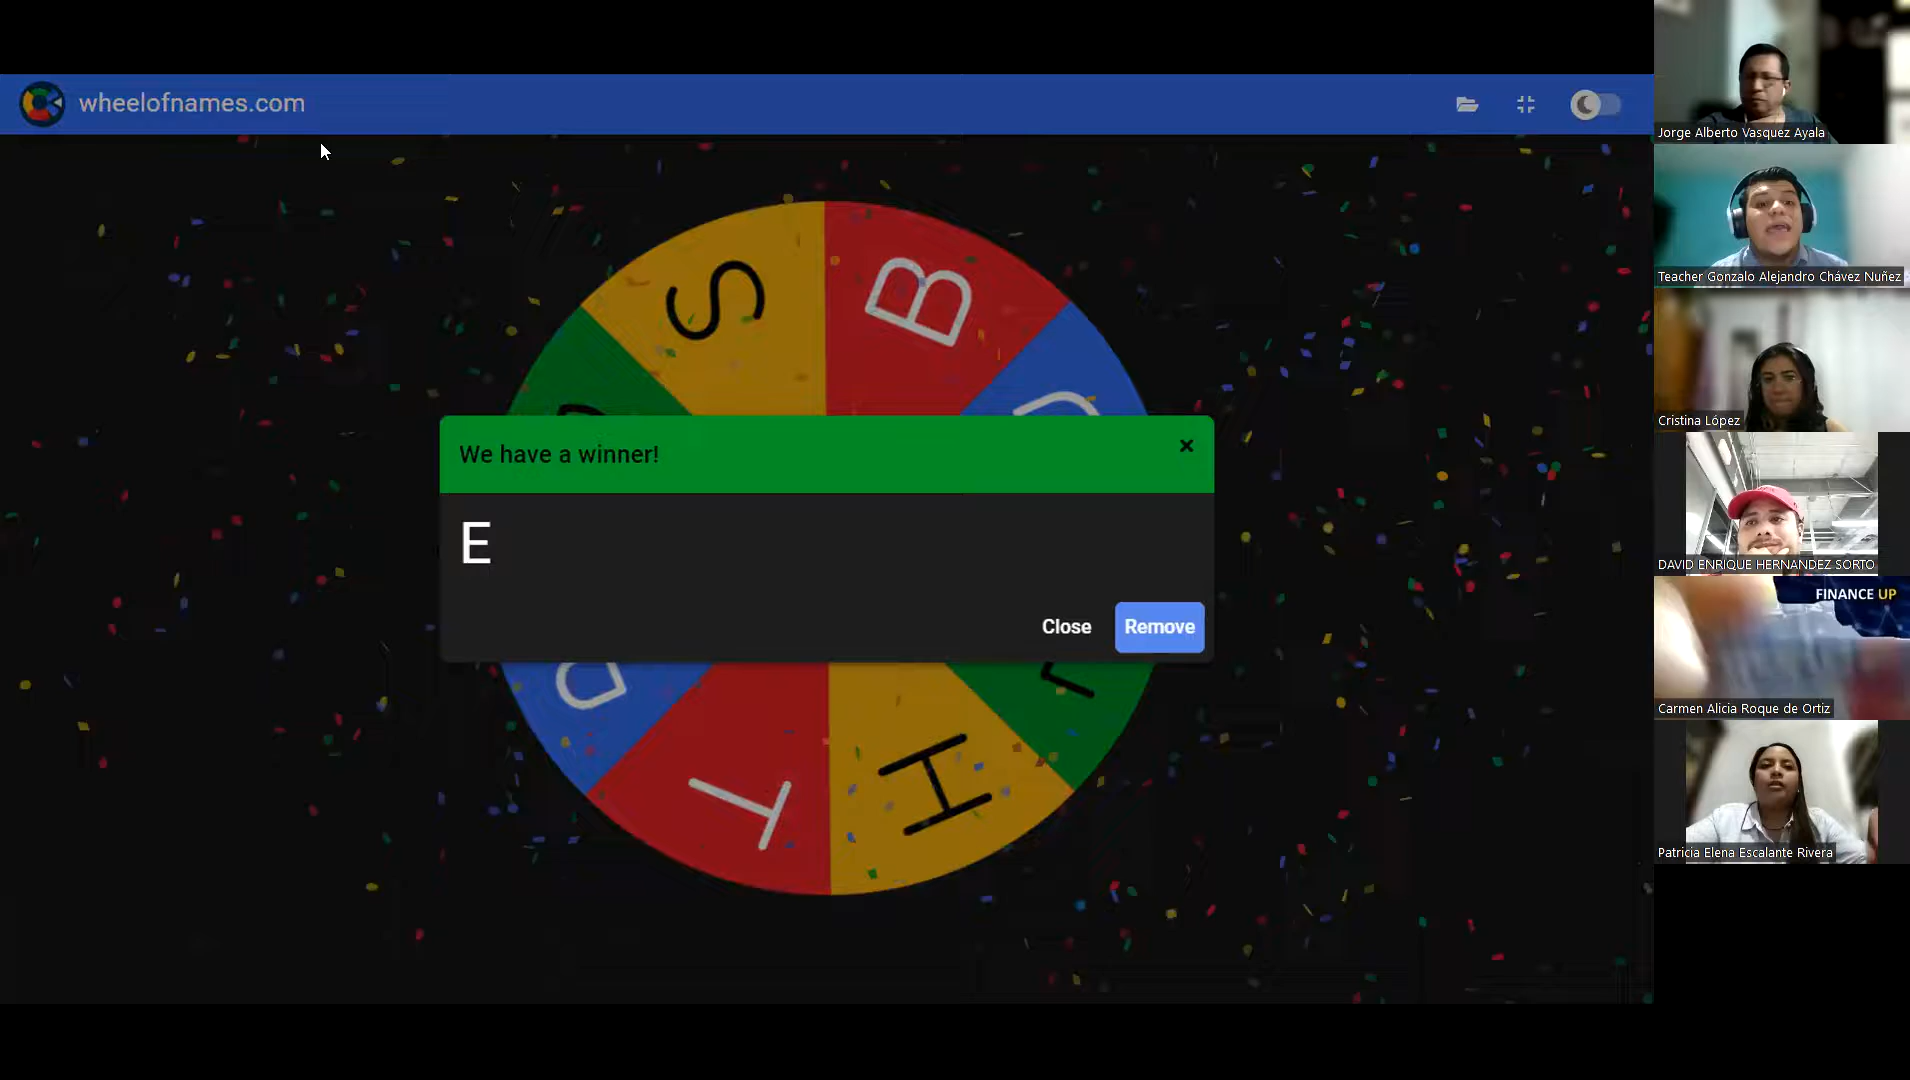 wheelofnames.com
S
B
We have a winner!
E
Close
Remove
T
H
Jorge Alberto Vasquez Ayala
Teacher Gonzalo Alejandro Chávez Nuñez
Cristina López
DAVID ENRIQUE HERNANDEZ SORTO
FINANCE UP
Carmen Alicia Roque de Ortiz
Patricia Elena Escalante Rivera